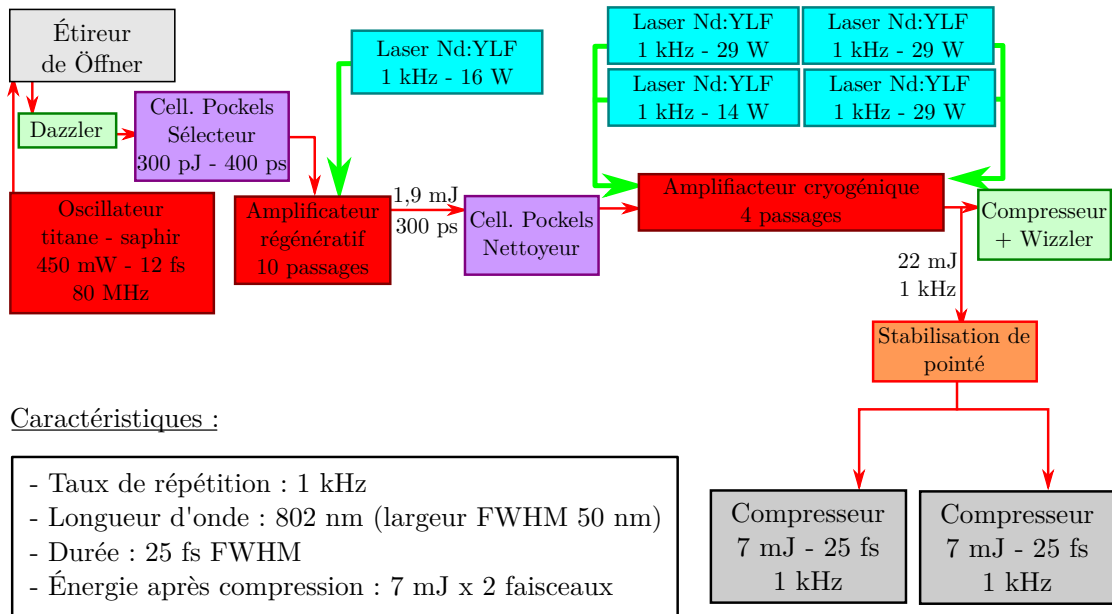 Étireur
de Öffner
Dazzler
Cell. Pockels
Sélecteur
300 pJ - 400 ps
Oscillateur
titane - saphir
450 mW - 12 fs
80 MHz
Laser Nd:YLF
1 kHz - 16 W
Amplificateur
régénératif
10 passages
1,9 mJ
300 ps
Cell. Pockels
Nettoyeur
Laser Nd:YLF
1 kHz - 29 W
Laser Nd:YLF
1 kHz - 29 W
Laser Nd:YLF
1 kHz - 14 W
Laser Nd:YLF
1 kHz - 29 W
Amplifiacteur cryogénique
4 passages
Compresseur
+ Wizzler
22 mJ
1 kHz
Stabilisation de
pointé
Compresseur
7 mJ - 25 fs
1 kHz
Compresseur
7 mJ - 25 fs
1 kHz
Caractéristiques :
- Taux de répétition : 1 kHz
- Longueur d'onde : 802 nm (largeur FWHM 50 nm)
- Durée : 25 fs FWHM
- Énergie après compression : 7 mJ x 2 faisceaux